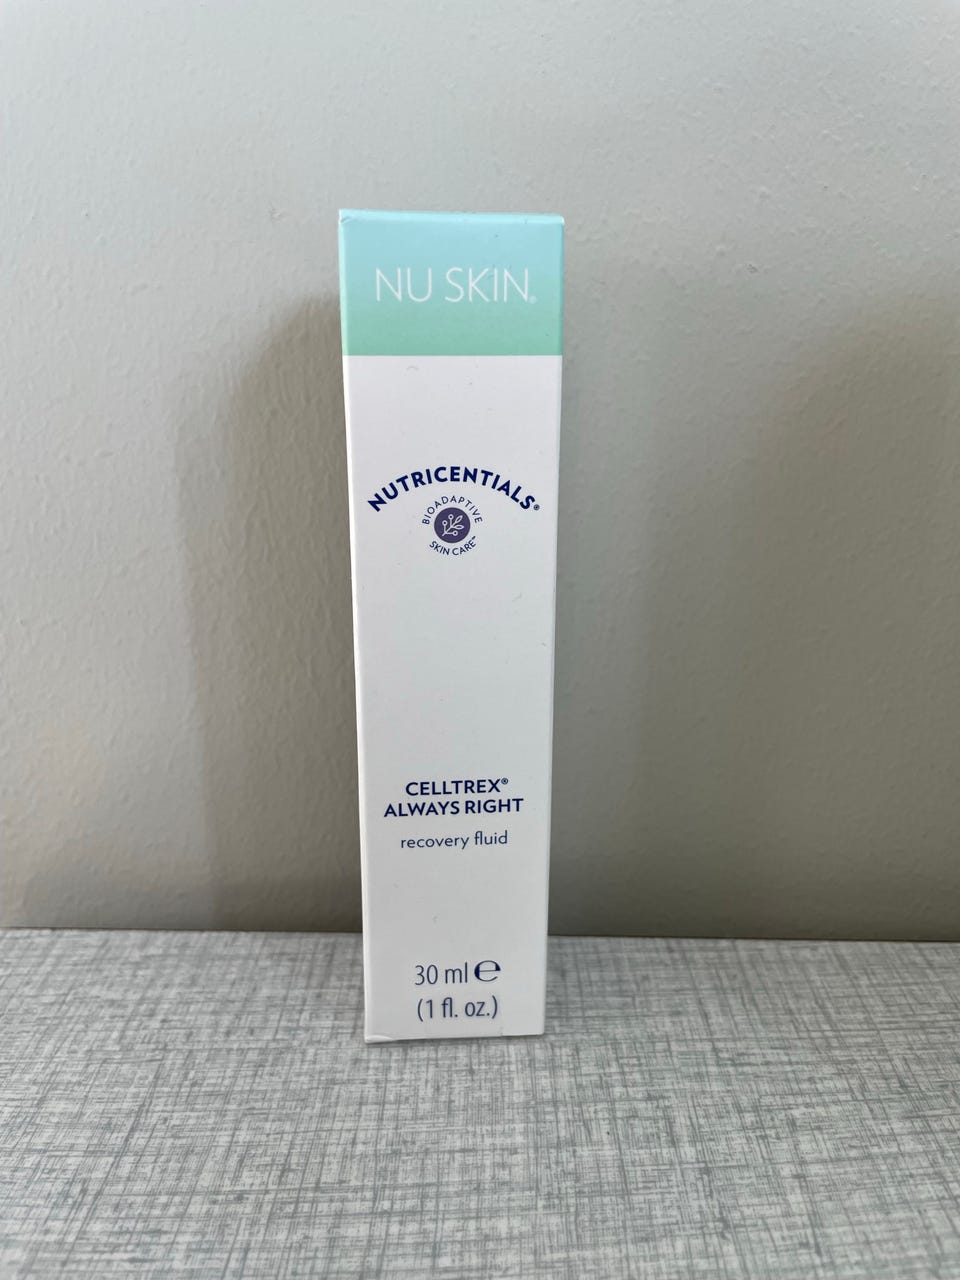 NU SKIN®
NUTRICENTIALS®
BIOADAPTIVE
SKIN CARE™
CELLTREX®
ALWAYS RIGHT
recovery fluid
30 ml ℮
(1 fl. oz.)